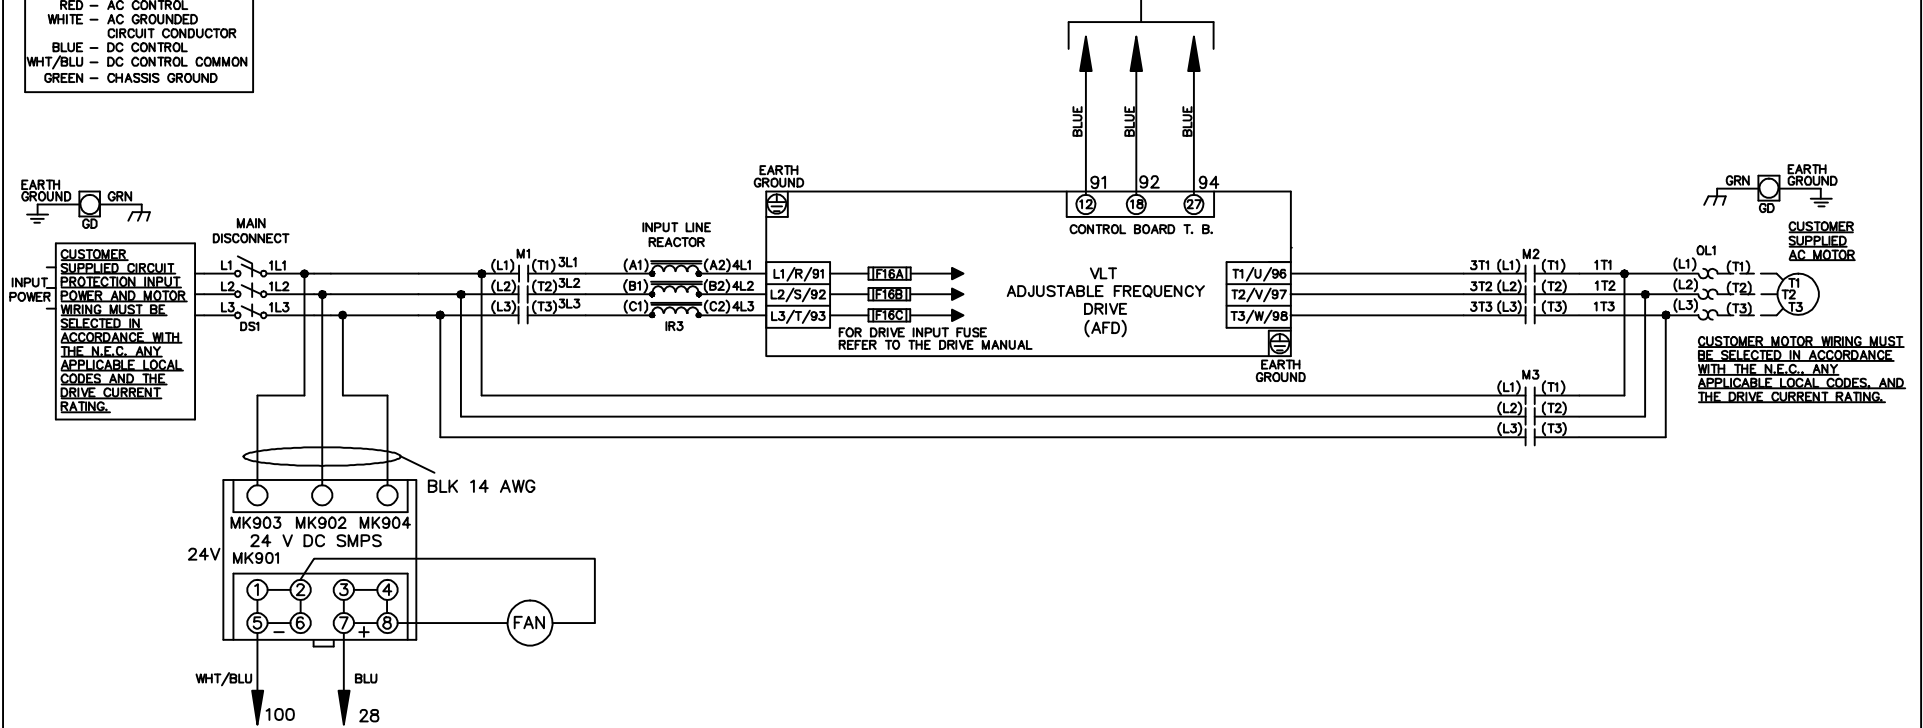 RED – AC CONTROL
WHITE – AC GROUNDED
CIRCUIT CONDUCTOR
BLUE – DC CONTROL
WHT/BLU – DC CONTROL COMMON
GREEN – CHASSIS GROUND
BLUE
BLUE
BLUE
91
92
94
12
18
27
CONTROL BOARD T. B.
EARTH
GROUND
GRN
GD
MAIN
DISCONNECT
INPUT
POWER
CUSTOMER
SUPPLIED CIRCUIT
PROTECTION INPUT
POWER AND MOTOR
WIRING MUST BE
SELECTED IN
ACCORDANCE WITH
THE N.E.C. ANY
APPLICABLE LOCAL
CODES AND THE
DRIVE CURRENT
RATING.
L1 1L1
L2 1L2
L3 1L3
DS1
M1
(L1) (T1) 3L1
(L2) (T2) 3L2
(L3) (T3) 3L3
INPUT LINE
REACTOR
(A1) (A2) 4L1
(B1) (B2) 4L2
(C1) (C2) 4L3
IR3
EARTH
GROUND
L1/R/91
L2/S/92
L3/T/93
F16A
F16B
F16C
FOR DRIVE INPUT FUSE
REFER TO THE DRIVE MANUAL
VLT
ADJUSTABLE FREQUENCY
DRIVE
(AFD)
T1/U/96
T2/V/97
T3/W/98
EARTH
GROUND
M2
3T1 (L1) (T1) 1T1
3T2 (L2) (T2) 1T2
3T3 (L3) (T3) 1T3
M3
(L1) (T1)
(L2) (T2)
(L3) (T3)
OL1
(L1) (T1)
(L2) (T2)
(L3) (T3)
T1
T2
T3
GRN
EARTH
GROUND
GD
CUSTOMER
SUPPLIED
AC MOTOR
CUSTOMER MOTOR WIRING MUST
BE SELECTED IN ACCORDANCE
WITH THE N.E.C., ANY
APPLICABLE LOCAL CODES, AND
THE DRIVE CURRENT RATING.
BLK 14 AWG
MK903 MK902 MK904
24 V DC SMPS
24V
MK901
1 2 3 4
5 – 6 7 + 8
FAN
WHT/BLU
BLU
100
28